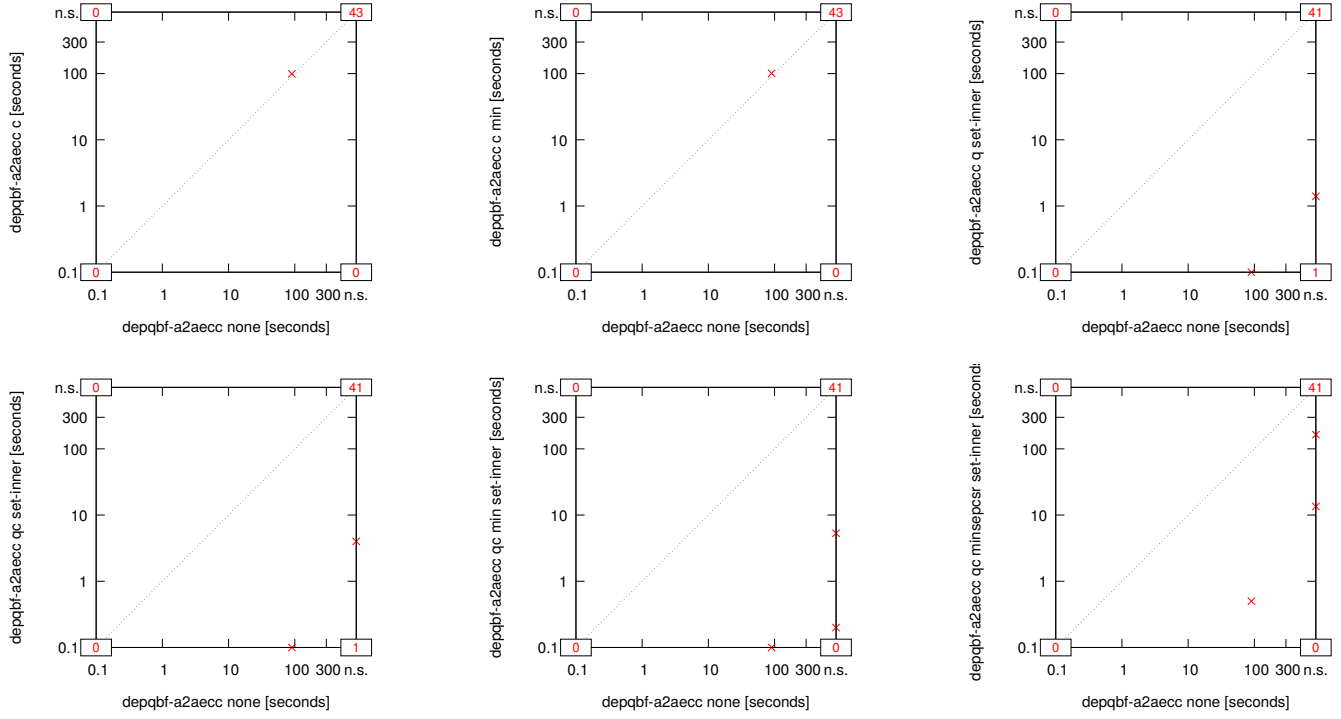 n.s. 0 43
300
100
10
1
0.1 0 0
0.1 1 10 100 300 n.s.
depqbf-a2aecc c [seconds]
depqbf-a2aecc none [seconds]
n.s. 0 43
300
100
10
1
0.1 0 0
0.1 1 10 100 300 n.s.
depqbf-a2aecc c min [seconds]
depqbf-a2aecc none [seconds]
n.s. 0 41
300
100
10
1
0.1 0 1
0.1 1 10 100 300 n.s.
depqbf-a2aecc q set-inner [seconds]
depqbf-a2aecc none [seconds]
n.s. 0 41
300
100
10
1
0.1 0 1
0.1 1 10 100 300 n.s.
depqbf-a2aecc qc set-inner [seconds]
depqbf-a2aecc none [seconds]
n.s. 0 41
300
100
10
1
0.1 0 0
0.1 1 10 100 300 n.s.
depqbf-a2aecc qc min set-inner [seconds]
depqbf-a2aecc none [seconds]
n.s. 0 41
300
100
10
1
0.1 0 0
0.1 1 10 100 300 n.s.
depqbf-a2aecc qc minsepcsr set-inner [second
depqbf-a2aecc none [seconds]